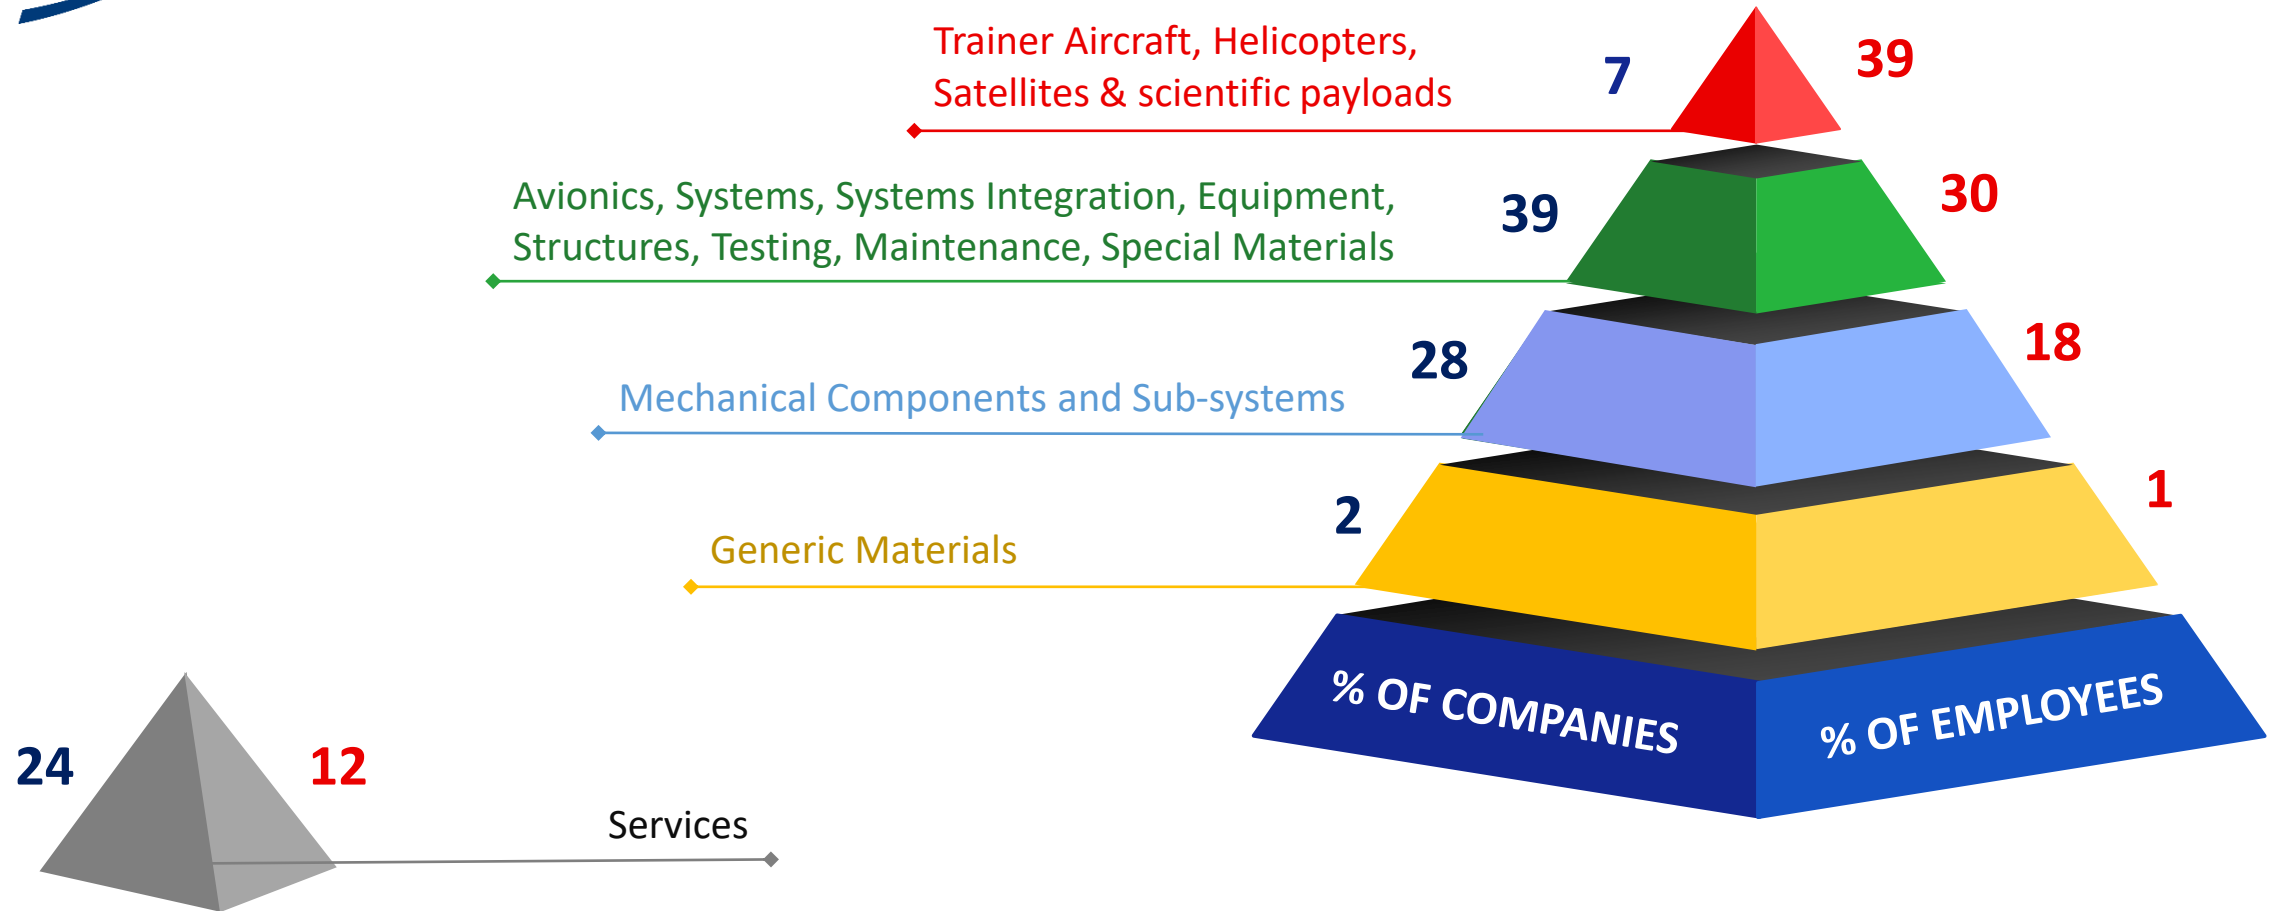 Trainer Aircraft, Helicopters,
Satellites & scientific payloads
7
39
Avionics, Systems, Systems Integration, Equipment,
Structures, Testing, Maintenance, Special Materials
39
30
Mechanical Components and Sub-systems
28
18
Generic Materials
2
1
% OF COMPANIES
% OF EMPLOYEES
24
12
Services